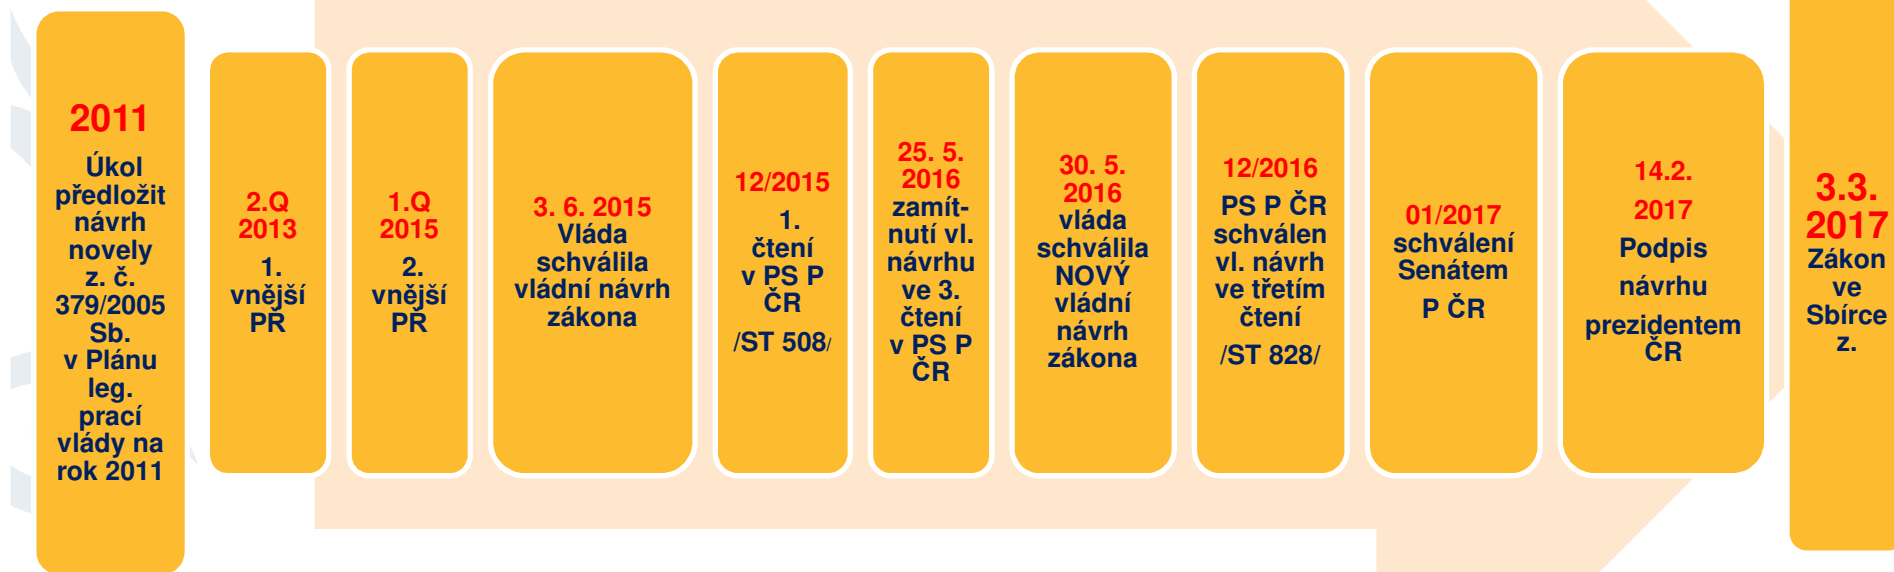 2011
Úkol
předložit
návrh
novely
z. č.
379/2005
Sb.
v Plánu
leg.
prací
vlády na
rok 2011
2.Q
2013
1.
vnější
PŘ
1.Q
2015
2.
vnější
PŘ
3. 6. 2015
Vláda
schválila
vládní návrh
zákona
12/2015
1.
čtení
v PS P
ČR
/ST 508/
25. 5.
2016
zamít-
nutí vl.
návrhu
ve 3.
čtení
v PS P
ČR
30. 5.
2016
vláda
schválila
NOVÝ
vládní
návrh
zákona
12/2016
PS P ČR
schválen
vl. návrh
ve třetím
čtení
/ST 828/
01/2017
schválení
Senátem
P ČR
14.2.
2017
Podpis
návrhu
prezidentem
ČR
3.3.
2017
Zákon
ve
Sbírce
z.